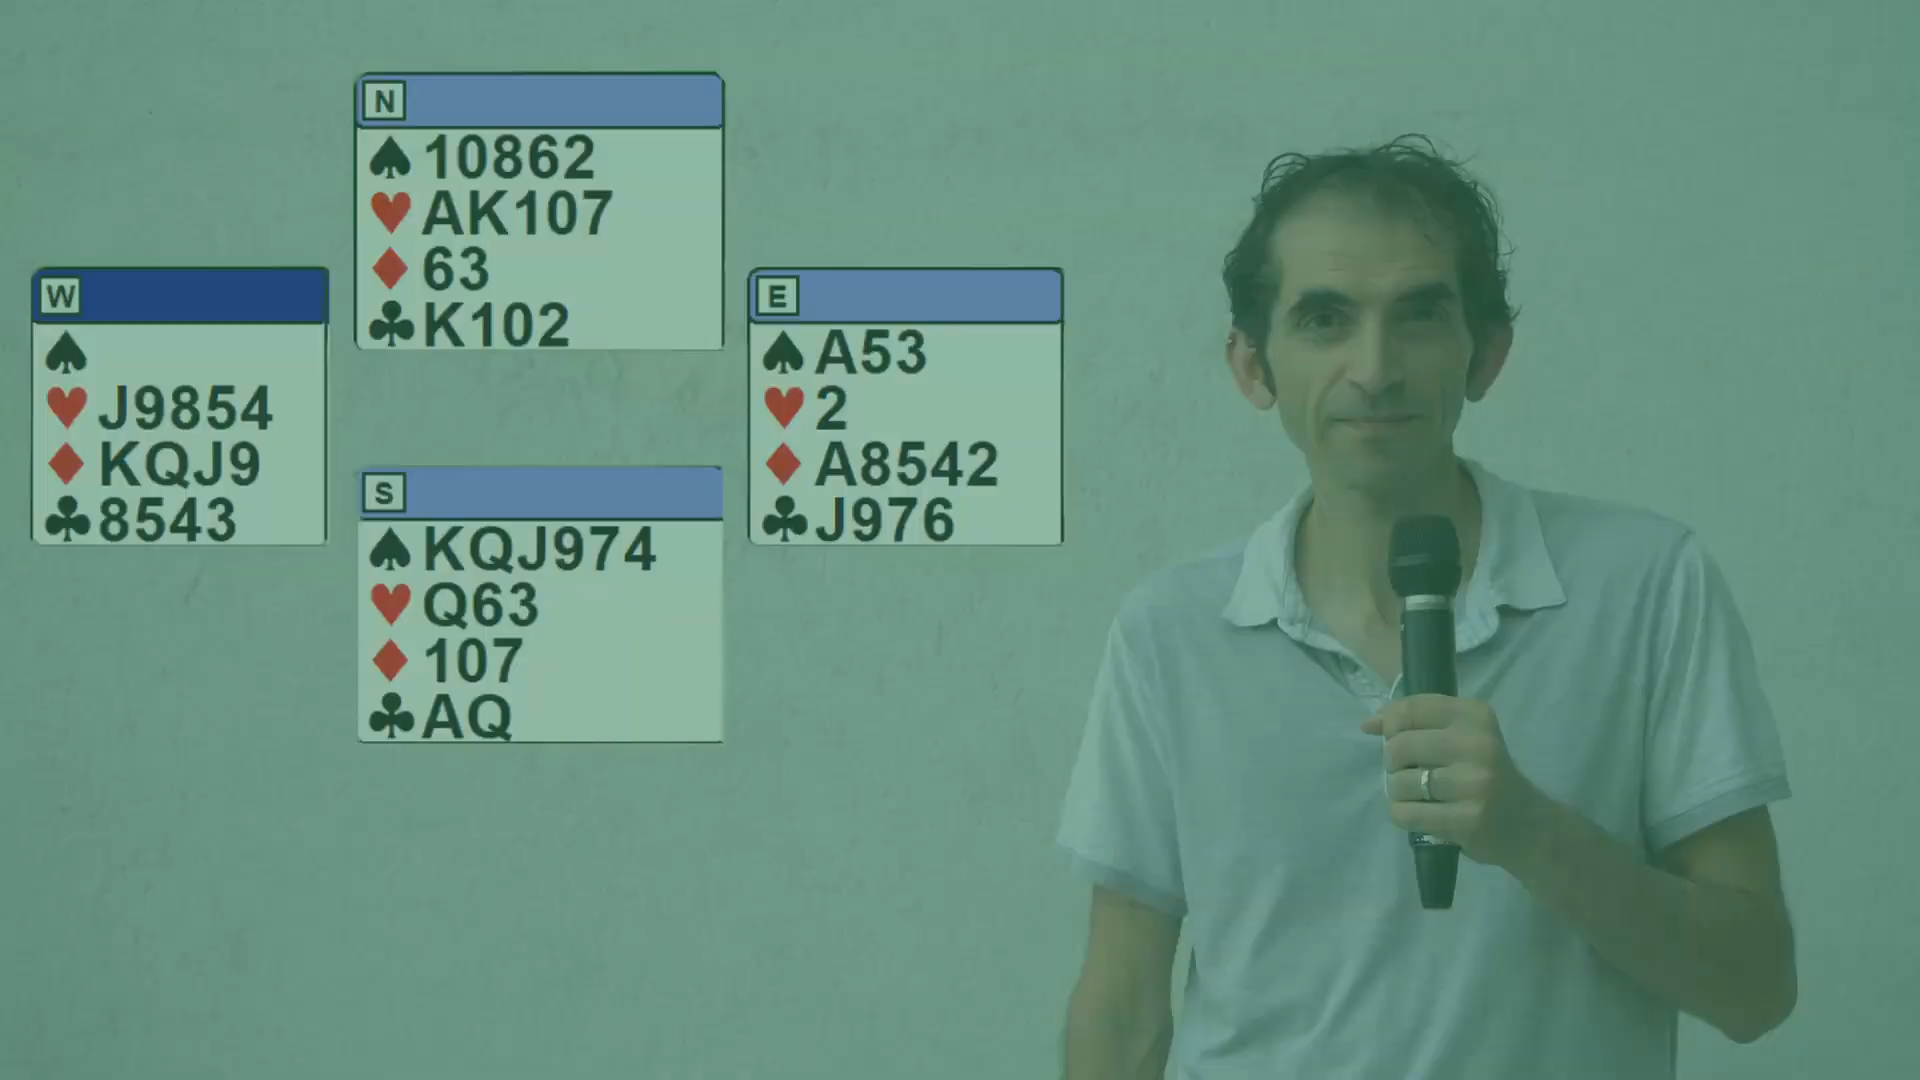 N
♠ 10862
♥ AK107
♦ 63
♣ K102
W
♠
♥ J9854
♦ KQJ9
♣ 8543
E
♠ A53
♥ 2
♦ A8542
♣ J976
S
♠ KQJ974
♥ Q63
♦ 107
♣ AQ